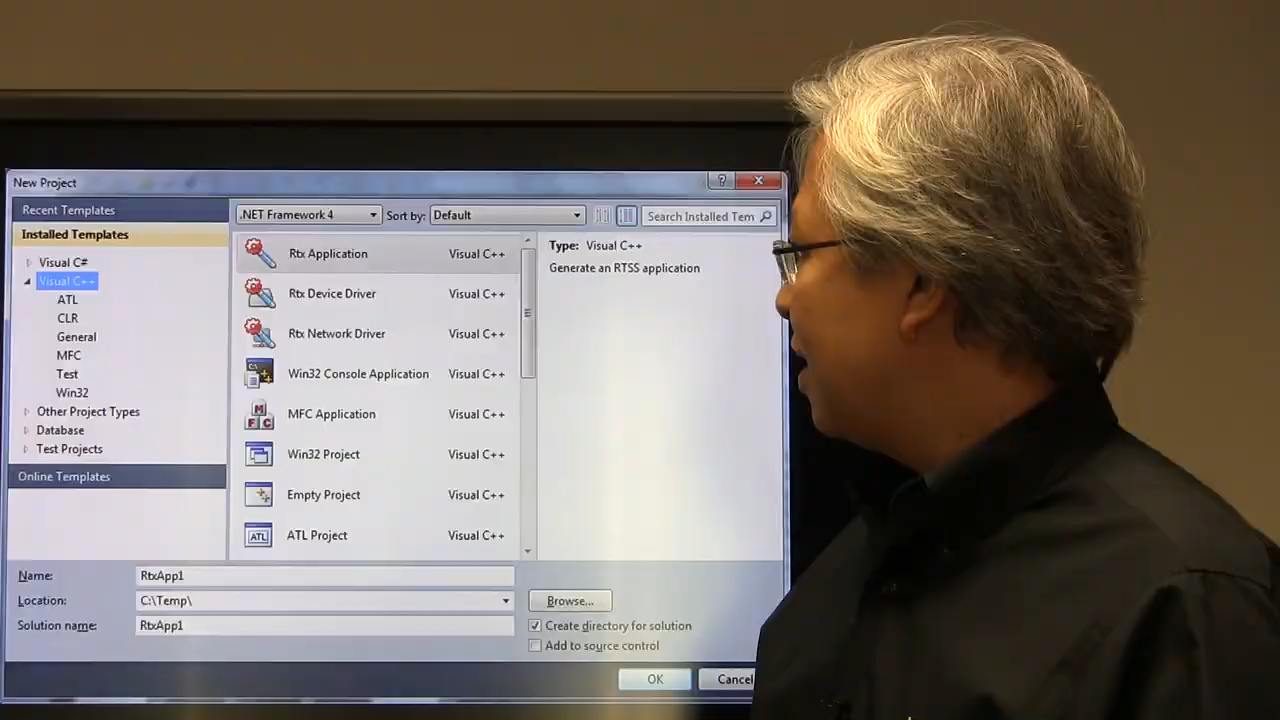 New Project
Recent Templates
.NET Framework 4
Sort by:
Default
Search Installed Tem
Installed Templates
Visual C#
Visual C++
ATL
CLR
General
MFC
Test
Win32
Other Project Types
Database
Test Projects
Online Templates
Rtx Application Visual C++
Rtx Device Driver Visual C++
Rtx Network Driver Visual C++
Win32 Console Application Visual C++
MFC Application Visual C++
Win32 Project Visual C++
Empty Project Visual C++
ATL Project Visual C++
Type: Visual C++
Generate an RTSS application
Name: RtxApp1
Location: C:\Temp\
Browse...
Solution name: RtxApp1
Create directory for solution
Add to source control
OK
Cancel